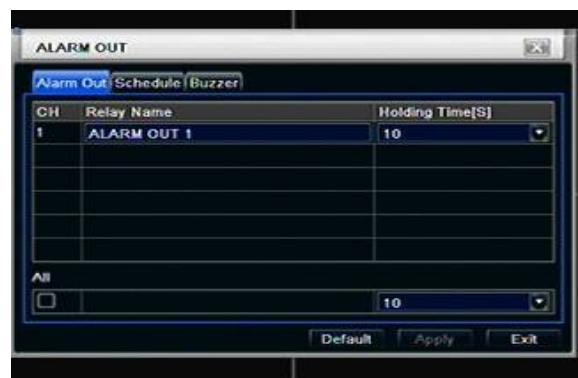 ALARM OUT
Alarm Out Schedule Buzzer
CH Relay Name Holding Time[S]
1 ALARM OUT 1 10
All
10
Default Apply Exit